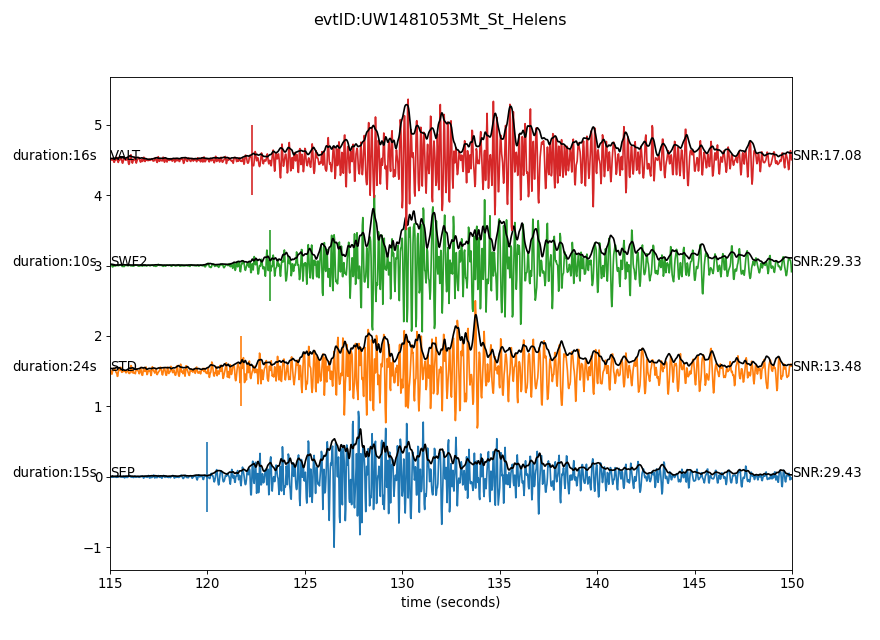 evtID:UW1481053Mt_St_Helens
5
duration:16s VALT SNR:17.08
4
duration:10s SWF2 SNR:29.33
3
2
duration:24s STD SNR:13.48
1
duration:15s SEP SNR:29.43
0
−1
115 120 125 130 135 140 145 150
time (seconds)